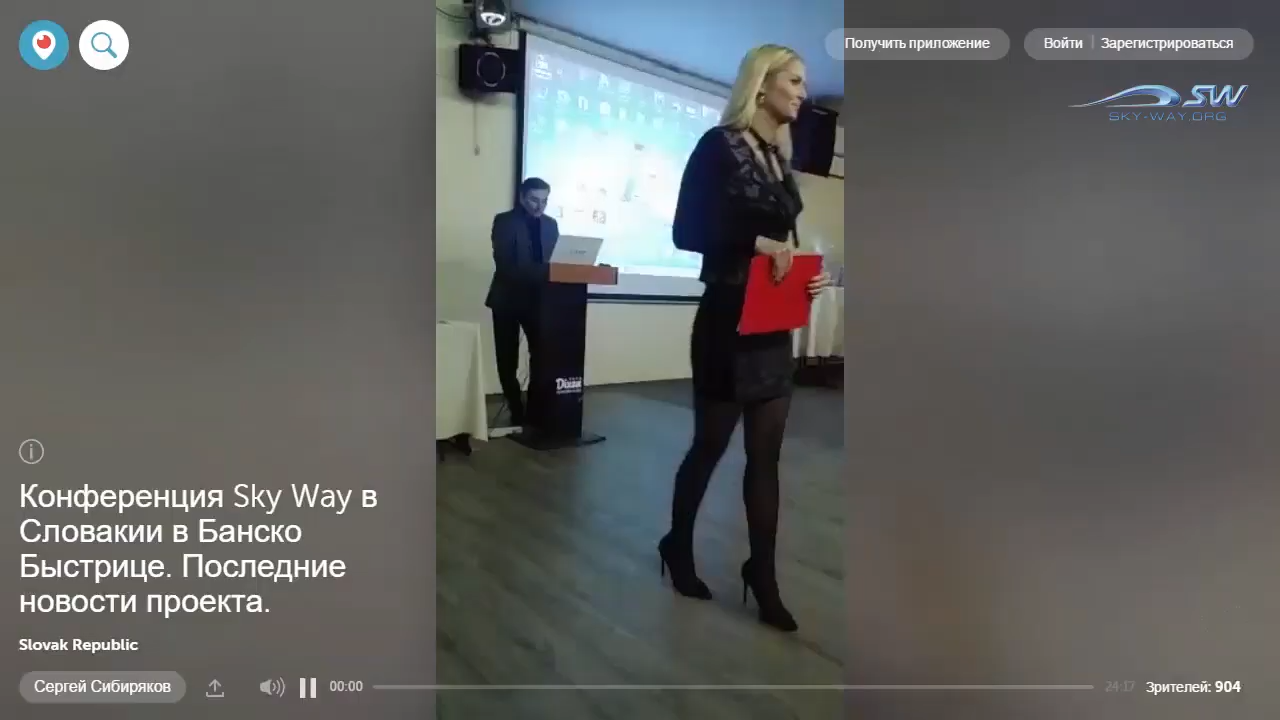 Получить приложение
Войти
Зарегистрироваться
SW
SKY-WAY.ORG
Конференция Sky Way в
Словакии в Банско
Быстрице. Последние
новости проекта.
Slovak Republic
Сергей Сибиряков
00:00
24:17
Зрителей: 904